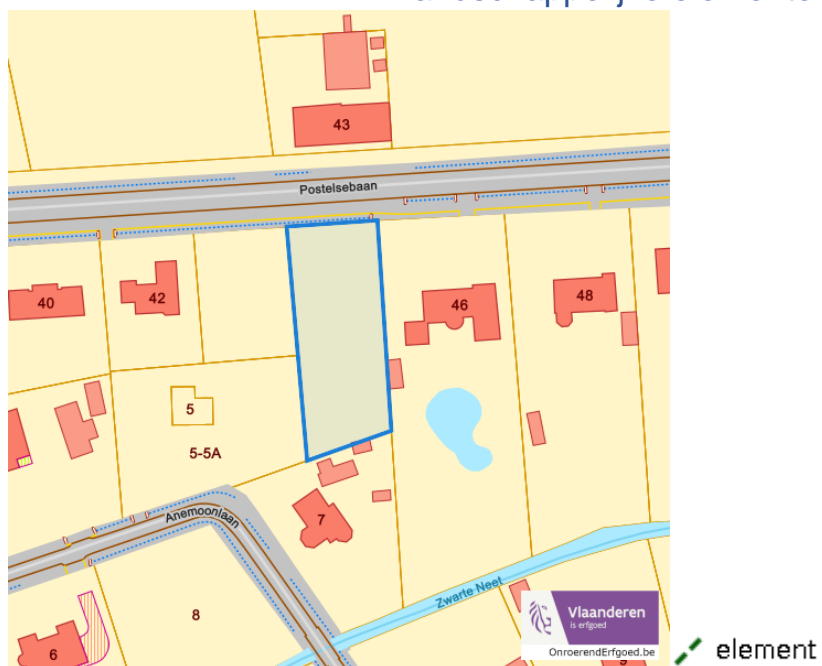 43
Postelsebaan
40
42
46
48
5
5-5A
Anemoonlaan
7
8
Zwarte Neet
6
Vlaanderen
is erfgoed
OnroerendErfgoed.be
element